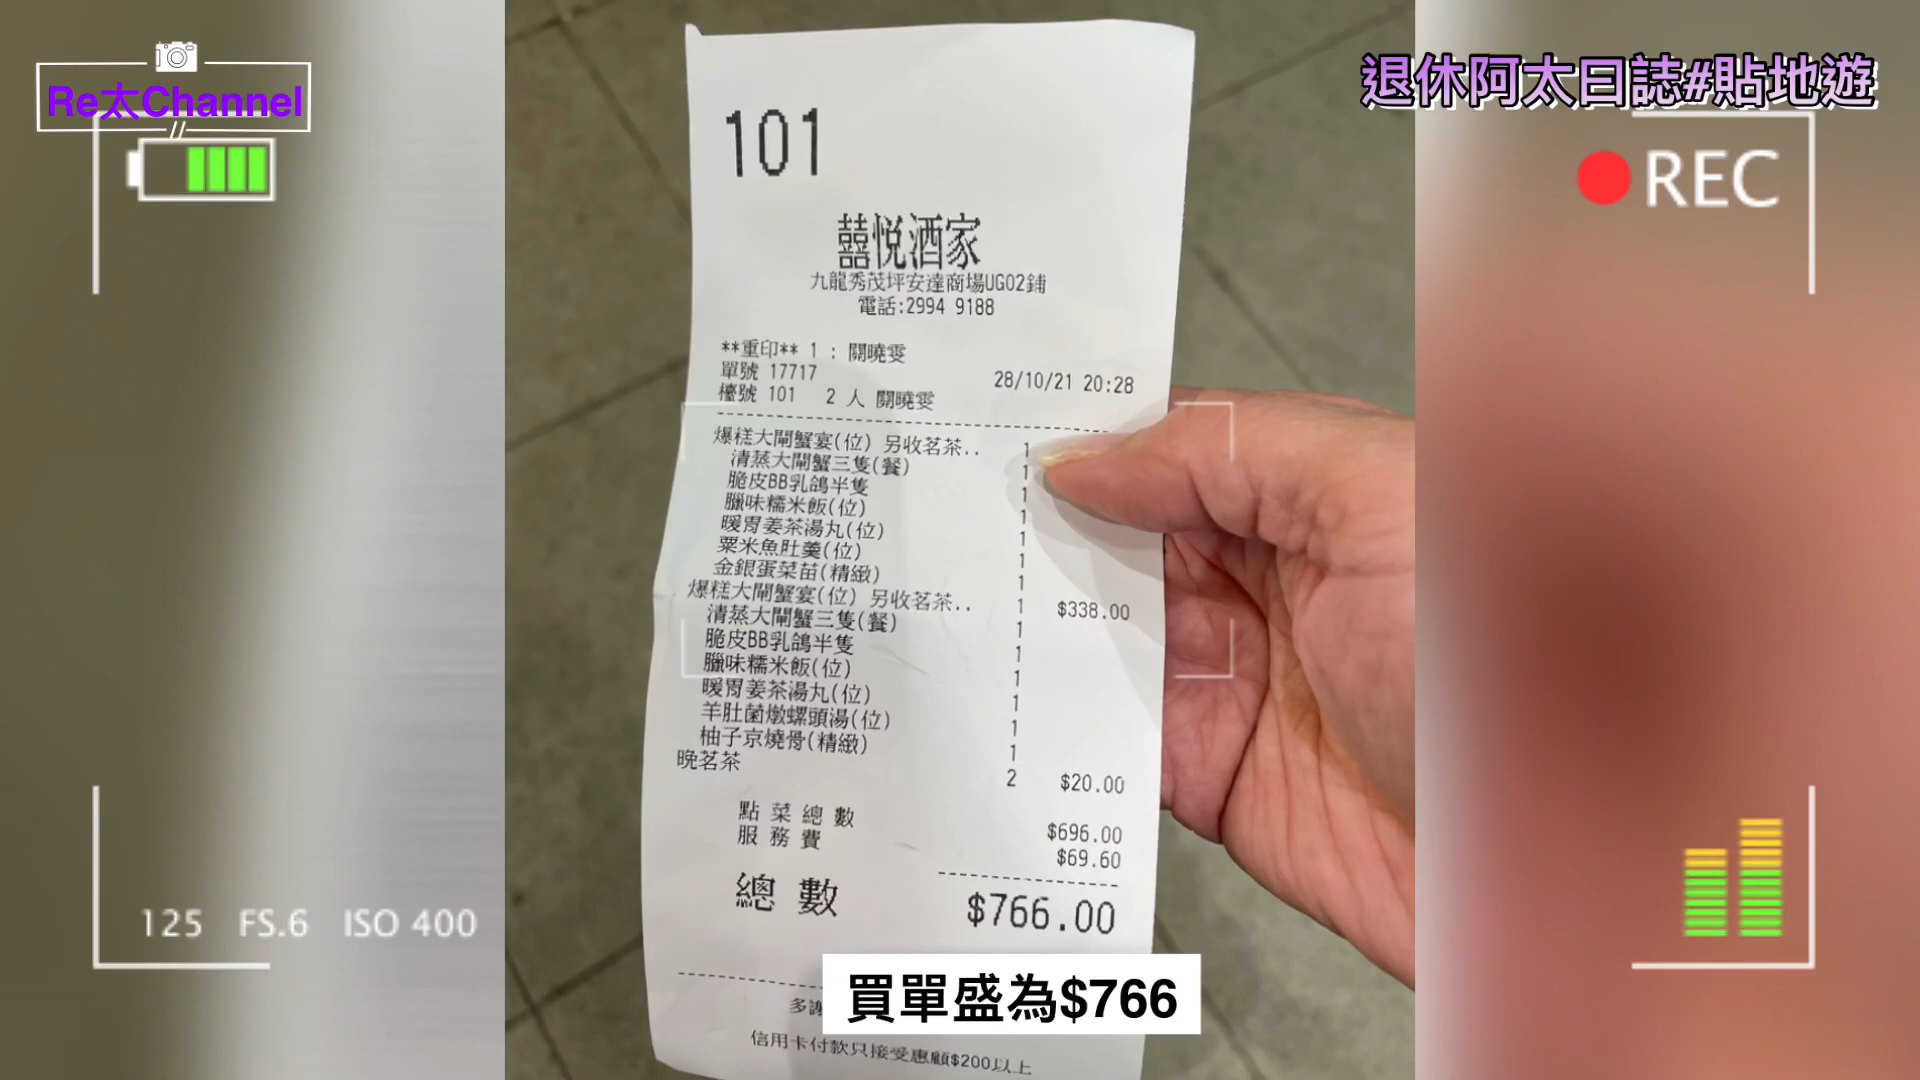 Re太Channel
退休阿太日誌#貼地遊
REC
101
囍悅酒家
九龍秀茂坪安達商場UG02鋪
電話:2994 9188
**重印** 1 : 關曉雯
單號 17717
28/10/21 20:28
檯號 101 2 人 關曉雯
爆糕大閘蟹宴(位) 另收茗茶.. 1
清蒸大閘蟹三隻(餐) 1
脆皮BB乳鴿半隻 1
臘味糯米飯(位) 1
暖胃姜茶湯丸(位) 1
粟米魚肚羹(位) 1
金銀蛋菜苗(精緻) 1
爆糕大閘蟹宴(位) 另收茗茶.. 1 $338.00
清蒸大閘蟹三隻(餐) 1
脆皮BB乳鴿半隻 1
臘味糯米飯(位) 1
暖胃姜茶湯丸(位) 1
羊肚菌燉螺頭湯(位) 1
柚子京燒骨(精緻) 1
晚茗茶 2 $20.00
點菜總數 $696.00
服務費 $69.60
總數 $766.00
多謝
信用卡付款只接受惠顧$200以上
買單盛為$766
125 FS.6 ISO 400